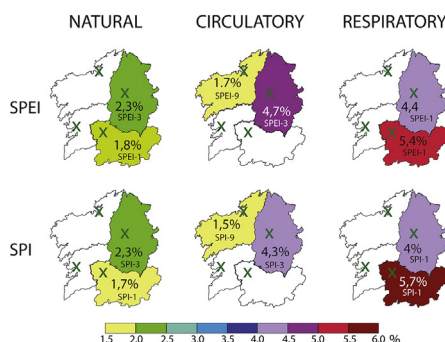 NATURAL CIRCULATORY RESPIRATORY
SPEI
X X X
2,3%
SPEI-3
X X
1,8%
SPEI-1
1.7%
SPEI-9
X X
4,7%
SPEI-3
X
X X
4,4
SPEI-1
X X
5,4%
SPEI-1
SPI
X X
2,3%
SPI-3
X X
1,7%
SPI-1
X
1,5%
SPI-9
X
4,3%
SPI-3
X
X X
4%
SPI-1
X X
5,7%
SPI-1
1.5 2.0 2.5 3.0 3.5 4.0 4.5 5.0 5.5 6.0 %